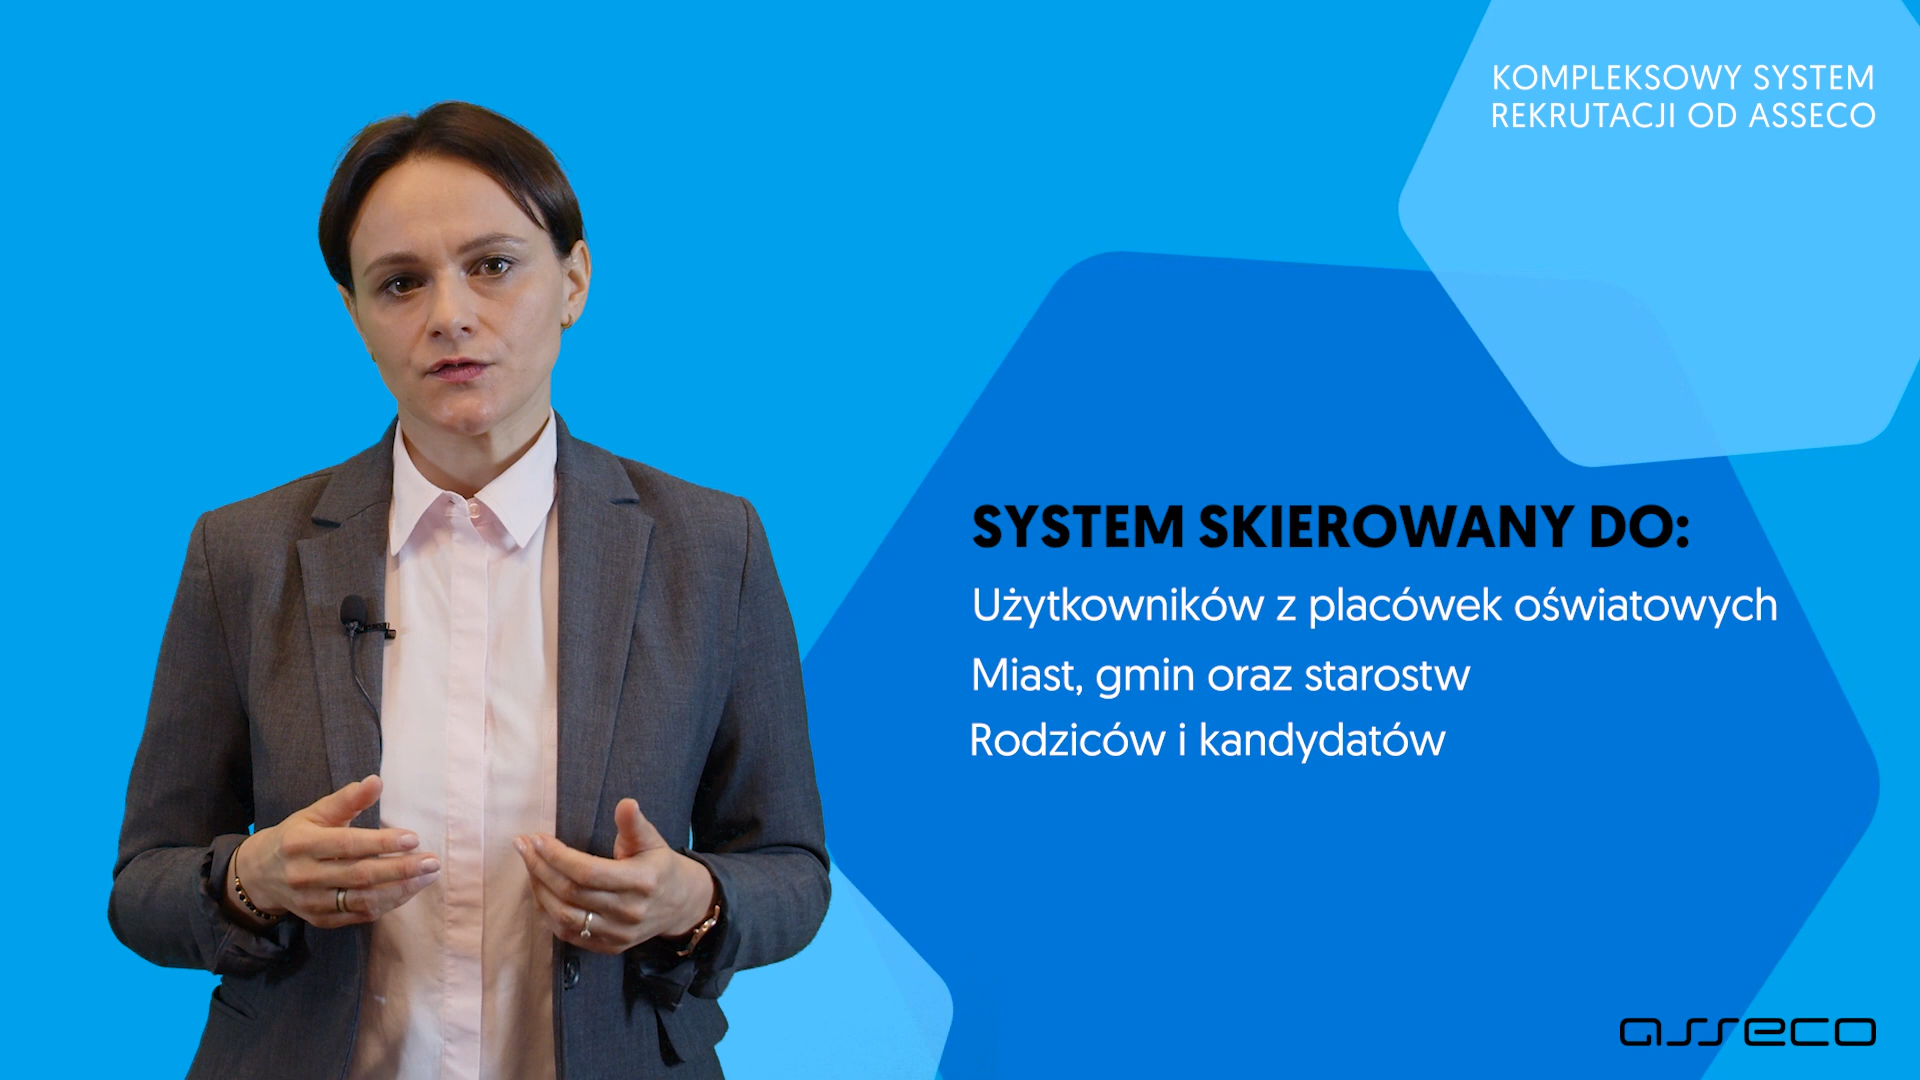 KOMPLEKSOWY SYSTEM
REKRUTACJI OD ASSECO
SYSTEM SKIEROWANY DO:
Użytkowników z placówek oświatowych
Miast, gmin oraz starostw
Rodziców i kandydatów
asseco